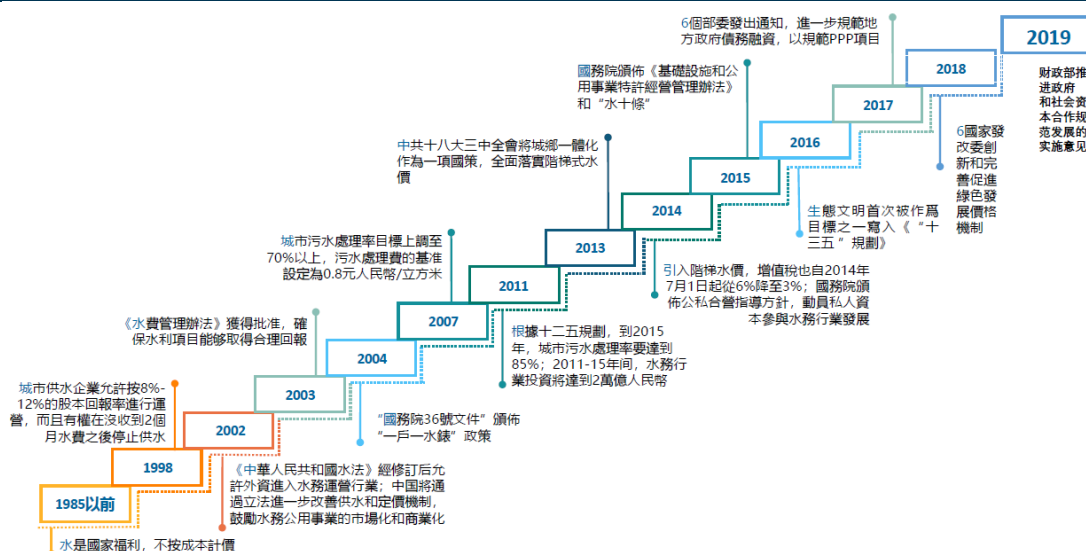 6個部委發出通知，進一步規範地
方政府債務融資，以規範PPP項目
2019
財政部推
进政府
和社会资
本合作规
范发展的
实施意见
2018
6國家發
改委創
新和完
善促進
綠色發
展價格
機制
國務院頒佈《基礎設施和公
用事業特許經營管理辦法》
和“水十條”
2017
2016
生態文明首次被作爲
目標之一寫入《“十
三五”規劃》
中共十八大三中全會將城鄉一體化
作為一項國策，全面落實階梯式水
價
2015
2014
引入階梯水價，增值稅也自2014年
7月1日起從6%降至3%；國務院頒
佈公私合營指導方針，動員私人資
本參與水務行業發展
2013
城市污水處理率目標上調至
70%以上，污水處理費的基准
設定為0.8元人民幣/立方米
2011
根據十二五規劃，到2015
年，城市污水處理率要達到
85%；2011-15年间，水務行
業投資將達到2萬億人民幣
2007
《水費管理辦法》獲得批准，確
保水利項目能够取得合理回報
2004
“國務院36號文件”頒佈
“一戶一水錶”政策
2003
城市供水企業允許按8%-
12%的股本回報率進行運
營，而且有權在沒收到2個
月水費之後停止供水
2002
《中華人民共和國水法》經修訂后允
許外資進入水務運營行業；中国將通
過立法進一步改善供水和定價機制，
鼓勵水務公用事業的市場化和商業化
1998
1985以前
水是國家福利，不按成本計價